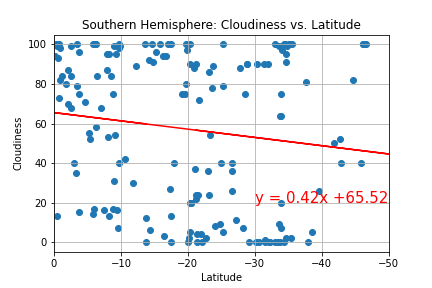 Southern Hemisphere: Cloudiness vs. Latitude
100
80
60
40
20
0
Cloudiness
y = 0.42x +65.52
0 −10 −20 −30 −40 −50
Latitude